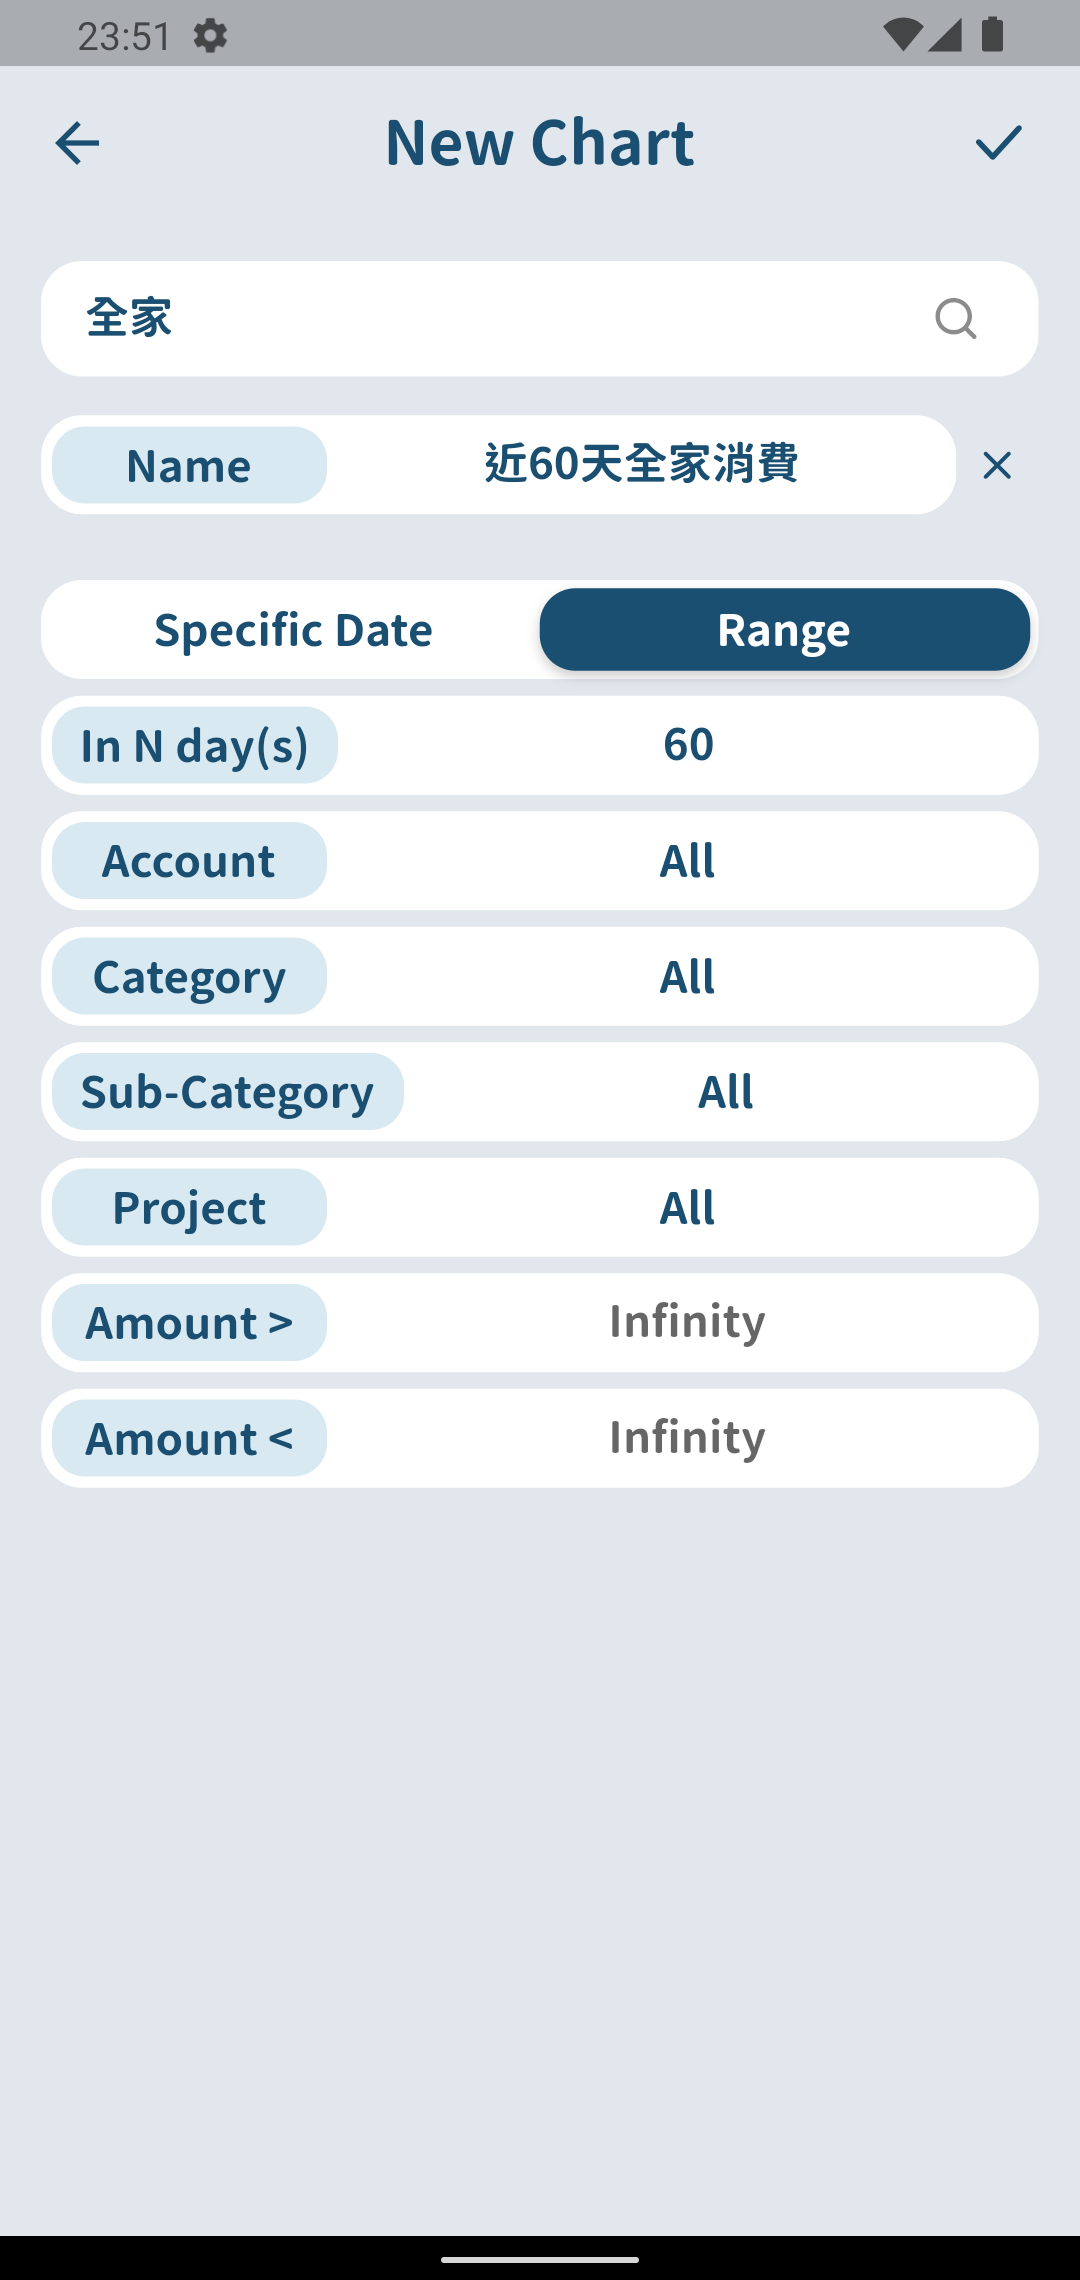 23:51
New Chart
全家
Name 近60天全家消費
Specific Date Range
In N day(s) 60
Account All
Category All
Sub-Category All
Project All
Amount > Infinity
Amount < Infinity